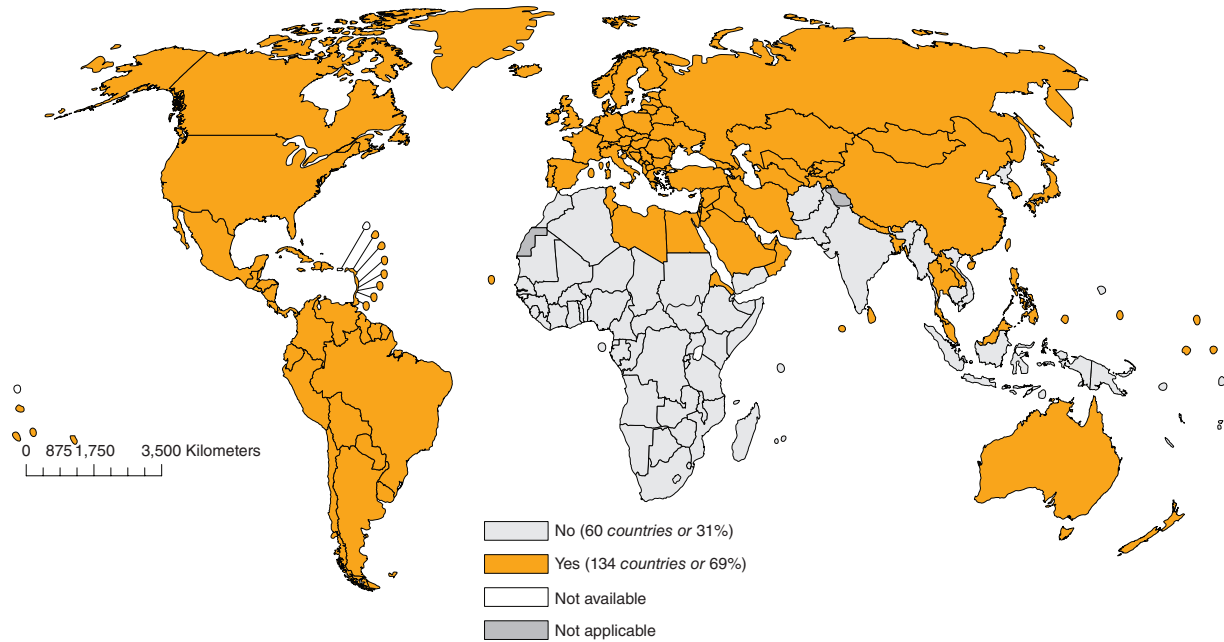 0 875 1,750 3,500 Kilometers
No (60 countries or 31%)
Yes (134 countries or 69%)
Not available
Not applicable